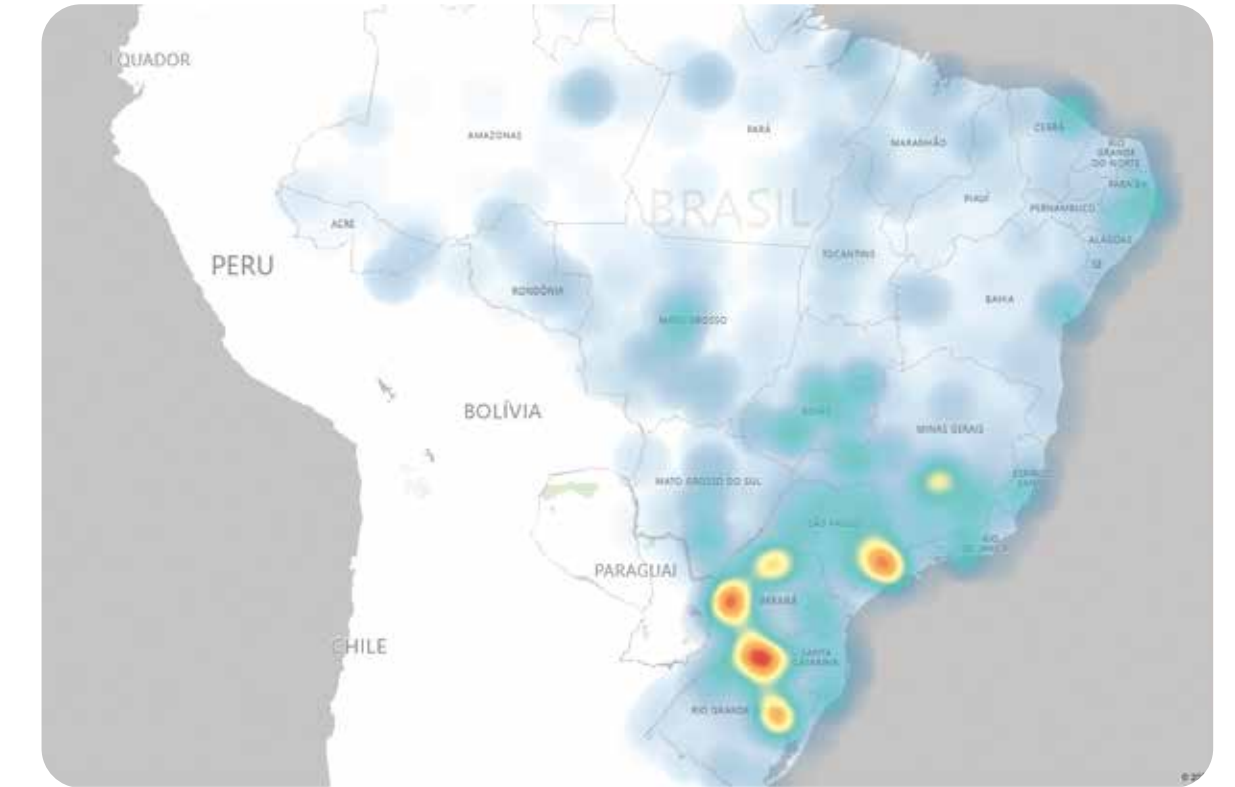 EQUADOR
AMAZONAS
PARÁ
MARANHÃO
CEARÁ
RIO
GRANDE
DO NORTE
PARAÍBA
BRASIL
PIAUÍ
PERNAMBUCO
ACRE
ALAGOAS
TOCANTINS
PERU
SE
RONDÔNIA
BAHIA
MATO GROSSO
BOLÍVIA
GOIÁS
MINAS GERAIS
ESPÍRITO
SANTO
MATO GROSSO DO SUL
SÃO PAULO
RIO
DE JANEIRO
PARAGUAI
PARANÁ
CHILE
SANTA
CATARINA
RIO GRANDE